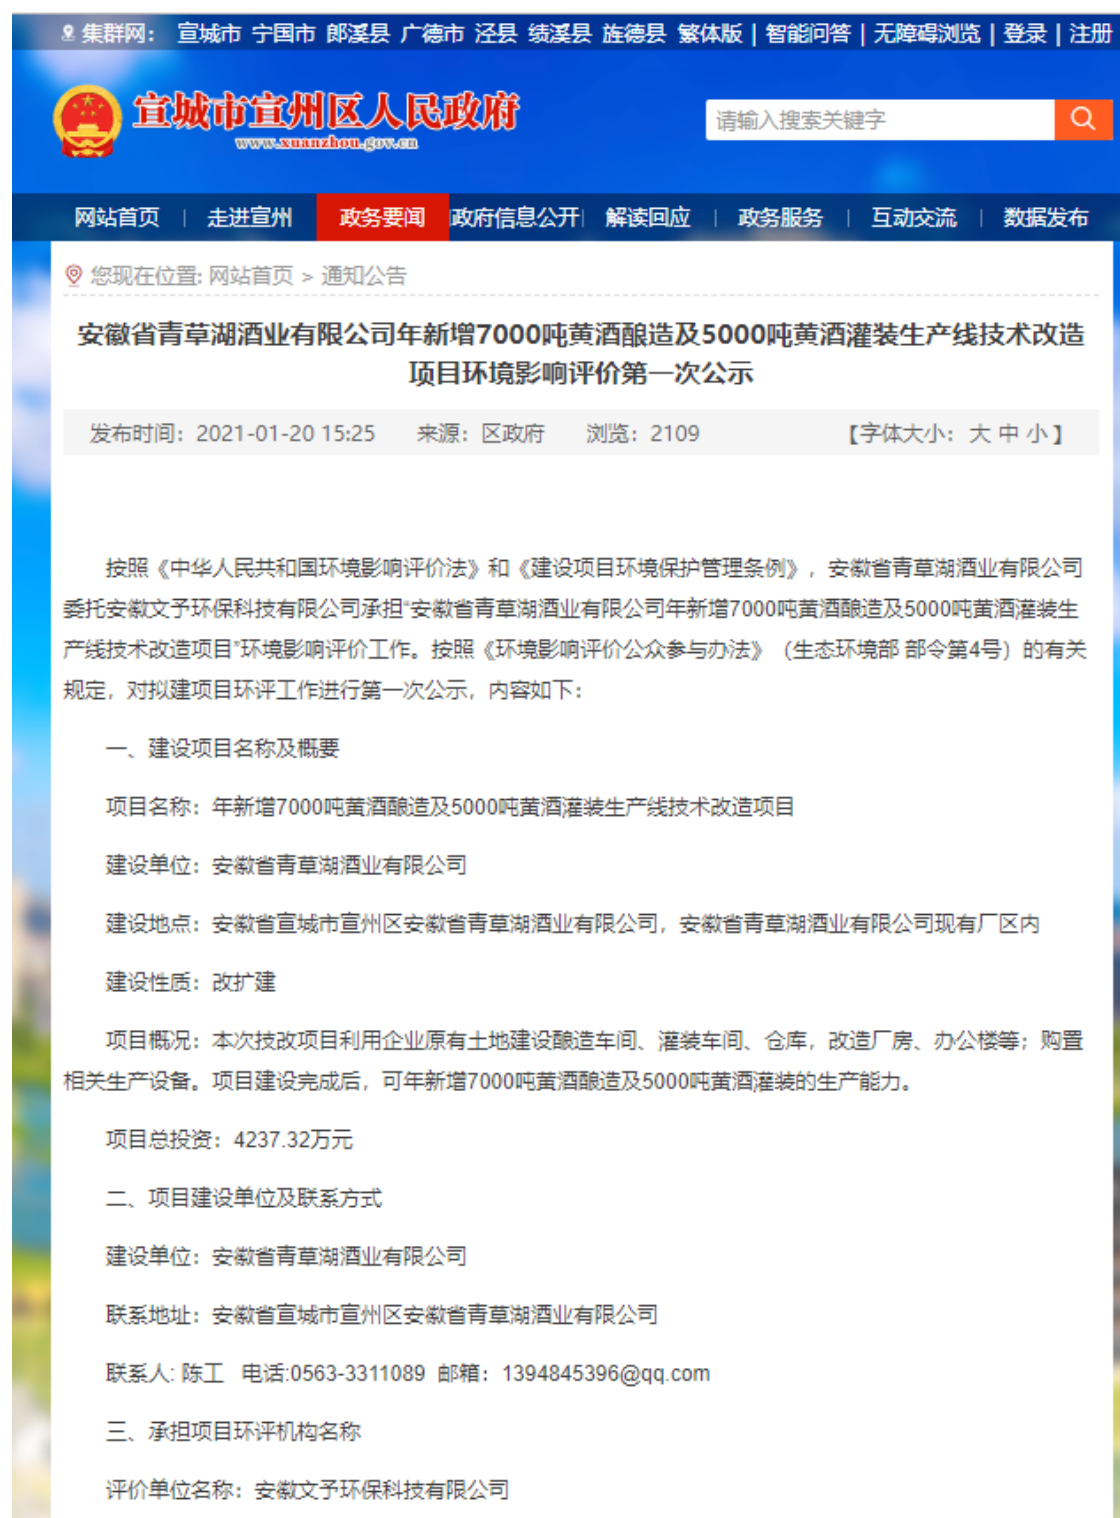 集群网： 宣城市 宁国市 郎溪县 广德市 泾县 绩溪县 旌德县 繁体版 | 智能问答 | 无障碍浏览 | 登录 | 注册
宣城市宣州区人民政府
www.xuanzhou.gov.cn
请输入搜索关键字
网站首页 | 走进宣州 政务要闻 政府信息公开 | 解读回应 | 政务服务 | 互动交流 | 数据发布
您现在位置: 网站首页 > 通知公告
安徽省青草湖酒业有限公司年新增7000吨黄酒酿造及5000吨黄酒灌装生产线技术改造
项目环境影响评价第一次公示
发布时间：2021-01-20 15:25 来源：区政府 浏览：2109 【字体大小：大 中 小】
按照《中华人民共和国环境影响评价法》和《建设项目环境保护管理条例》，安徽省青草湖酒业有限公司
委托安徽文予环保科技有限公司承担“安徽省青草湖酒业有限公司年新增7000吨黄酒酿造及5000吨黄酒灌装生
产线技术改造项目”环境影响评价工作。按照《环境影响评价公众参与办法》（生态环境部 部令第4号）的有关
规定，对拟建项目环评工作进行第一次公示，内容如下：
一、建设项目名称及概要
项目名称：年新增7000吨黄酒酿造及5000吨黄酒灌装生产线技术改造项目
建设单位：安徽省青草湖酒业有限公司
建设地点：安徽省宣城市宣州区安徽省青草湖酒业有限公司，安徽省青草湖酒业有限公司现有厂区内
建设性质：改扩建
项目概况：本次技改项目利用企业原有土地建设酿造车间、灌装车间、仓库，改造厂房、办公楼等；购置
相关生产设备。项目建设完成后，可年新增7000吨黄酒酿造及5000吨黄酒灌装的生产能力。
项目总投资：4237.32万元
二、项目建设单位及联系方式
建设单位：安徽省青草湖酒业有限公司
联系地址：安徽省宣城市宣州区安徽省青草湖酒业有限公司
联系人: 陈工 电话:0563-3311089 邮箱：1394845396@qq.com
三、承担项目环评机构名称
评价单位名称：安徽文予环保科技有限公司